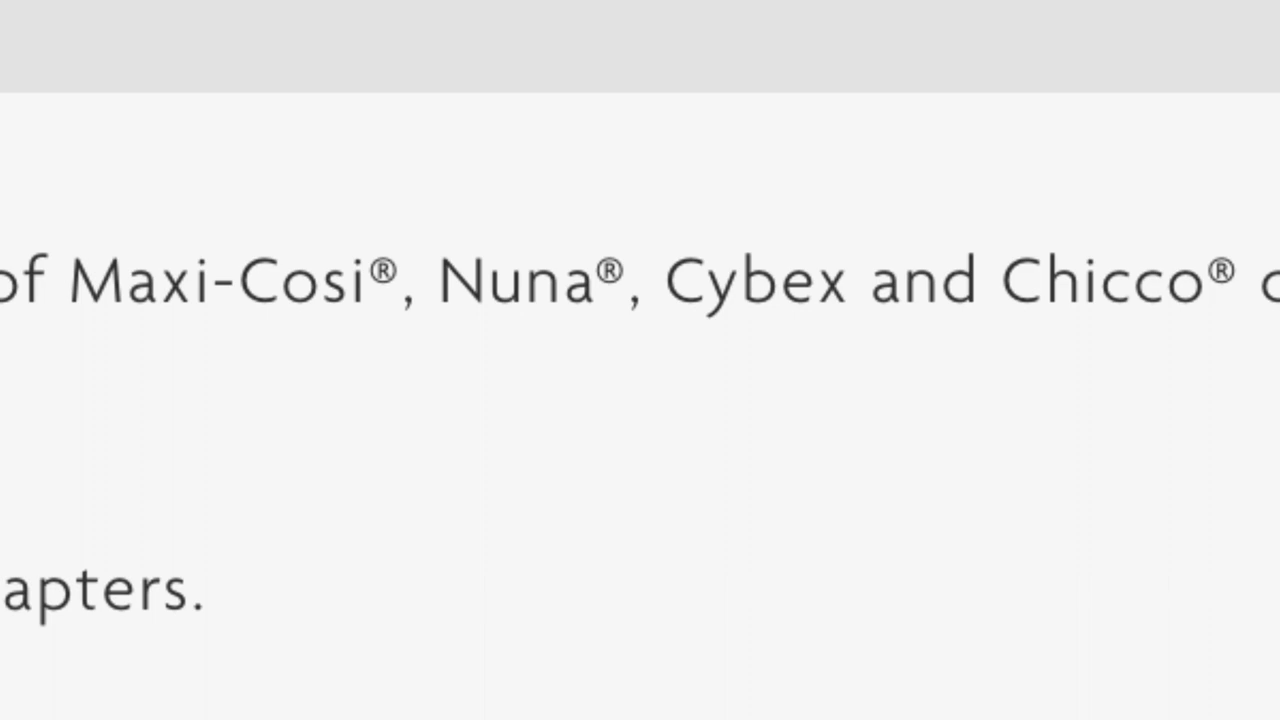 of Maxi-Cosi®, Nuna®, Cybex and Chicco®
apters.